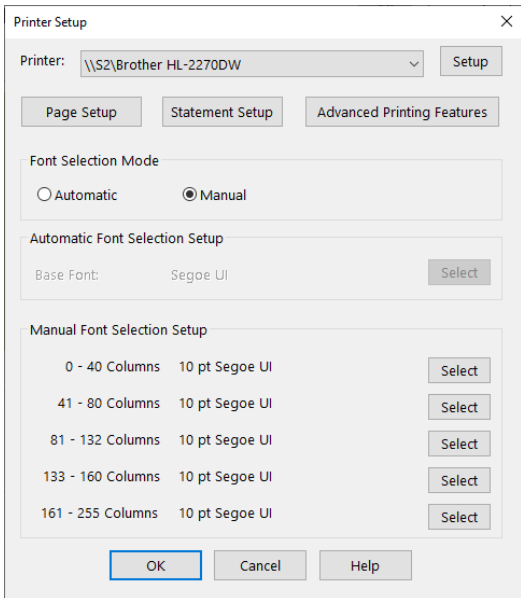 Printer Setup
Printer: \\S2\Brother HL-2270DW Setup
Page Setup Statement Setup Advanced Printing Features
Font Selection Mode
Automatic Manual
Automatic Font Selection Setup
Base Font: Segoe UI Select
Manual Font Selection Setup
0 - 40 Columns 10 pt Segoe UI Select
41 - 80 Columns 10 pt Segoe UI Select
81 - 132 Columns 10 pt Segoe UI Select
133 - 160 Columns 10 pt Segoe UI Select
161 - 255 Columns 10 pt Segoe UI Select
OK Cancel Help